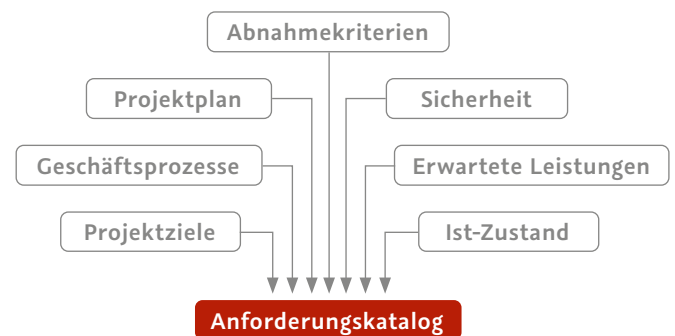 Abnahmekriterien
Projektplan
Sicherheit
Geschäftsprozesse
Erwartete Leistungen
Projektziele
Ist-Zustand
Anforderungskatalog